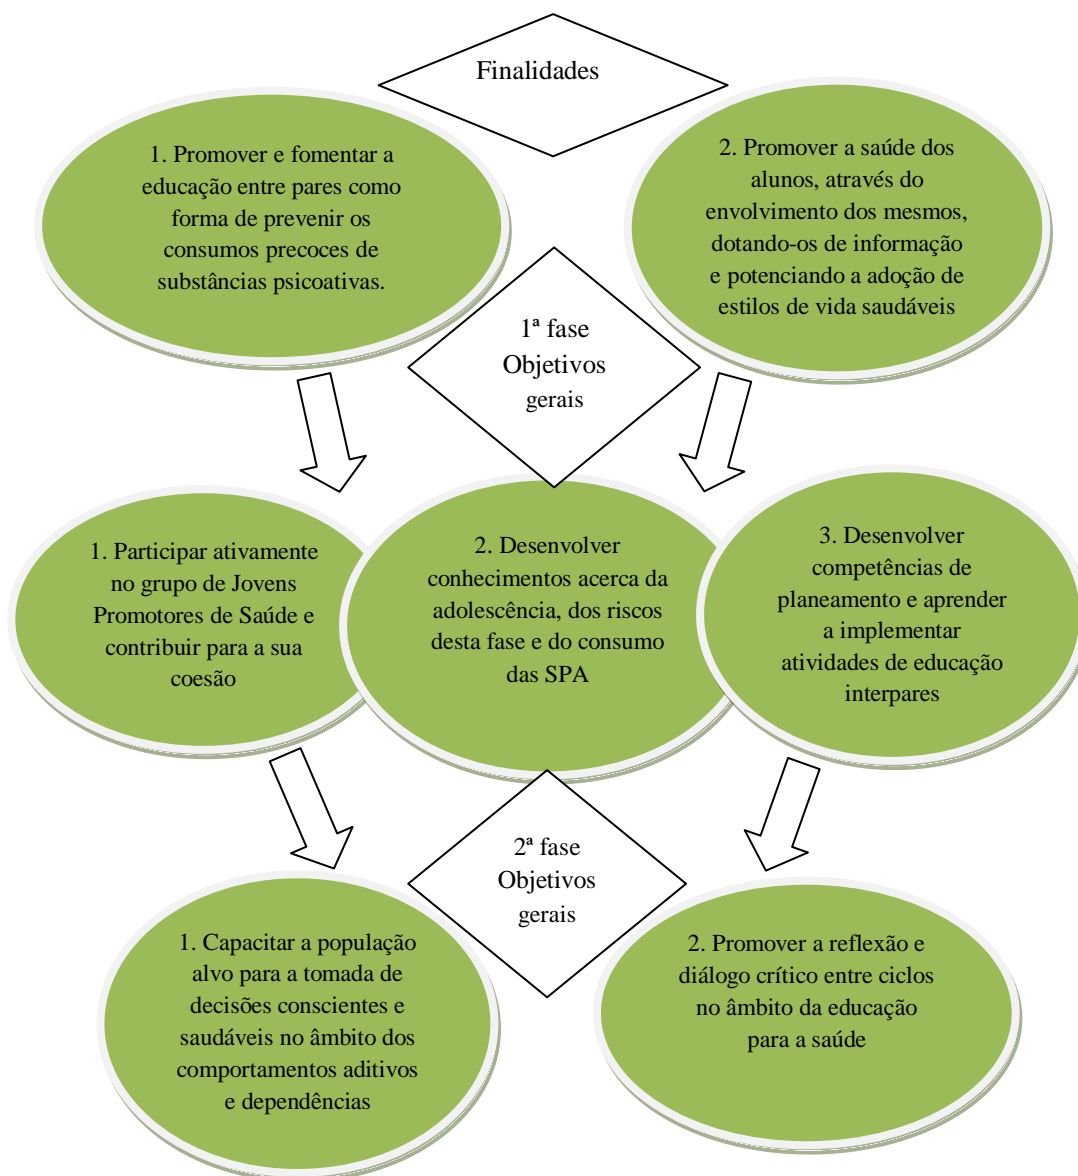 Finalidades
1. Promover e fomentar a
educação entre pares como
forma de prevenir os
consumos precoces de
substâncias psicoativas.
2. Promover a saúde dos
alunos, através do
envolvimento dos mesmos,
dotando-os de informação
e potenciando a adoção de
estilos de vida saudáveis
1ª fase
Objetivos
gerais
1. Participar ativamente
no grupo de Jovens
Promotores de Saúde e
contribuir para a sua
coesão
2. Desenvolver
conhecimentos acerca da
adolescência, dos riscos
desta fase e do consumo
das SPA
3. Desenvolver
competências de
planeamento e aprender
a implementar
atividades de educação
interpares
2ª fase
Objetivos
gerais
1. Capacitar a população
alvo para a tomada de
decisões conscientes e
saudáveis no âmbito dos
comportamentos aditivos
e dependências
2. Promover a reflexão e
diálogo crítico entre ciclos
no âmbito da educação
para a saúde